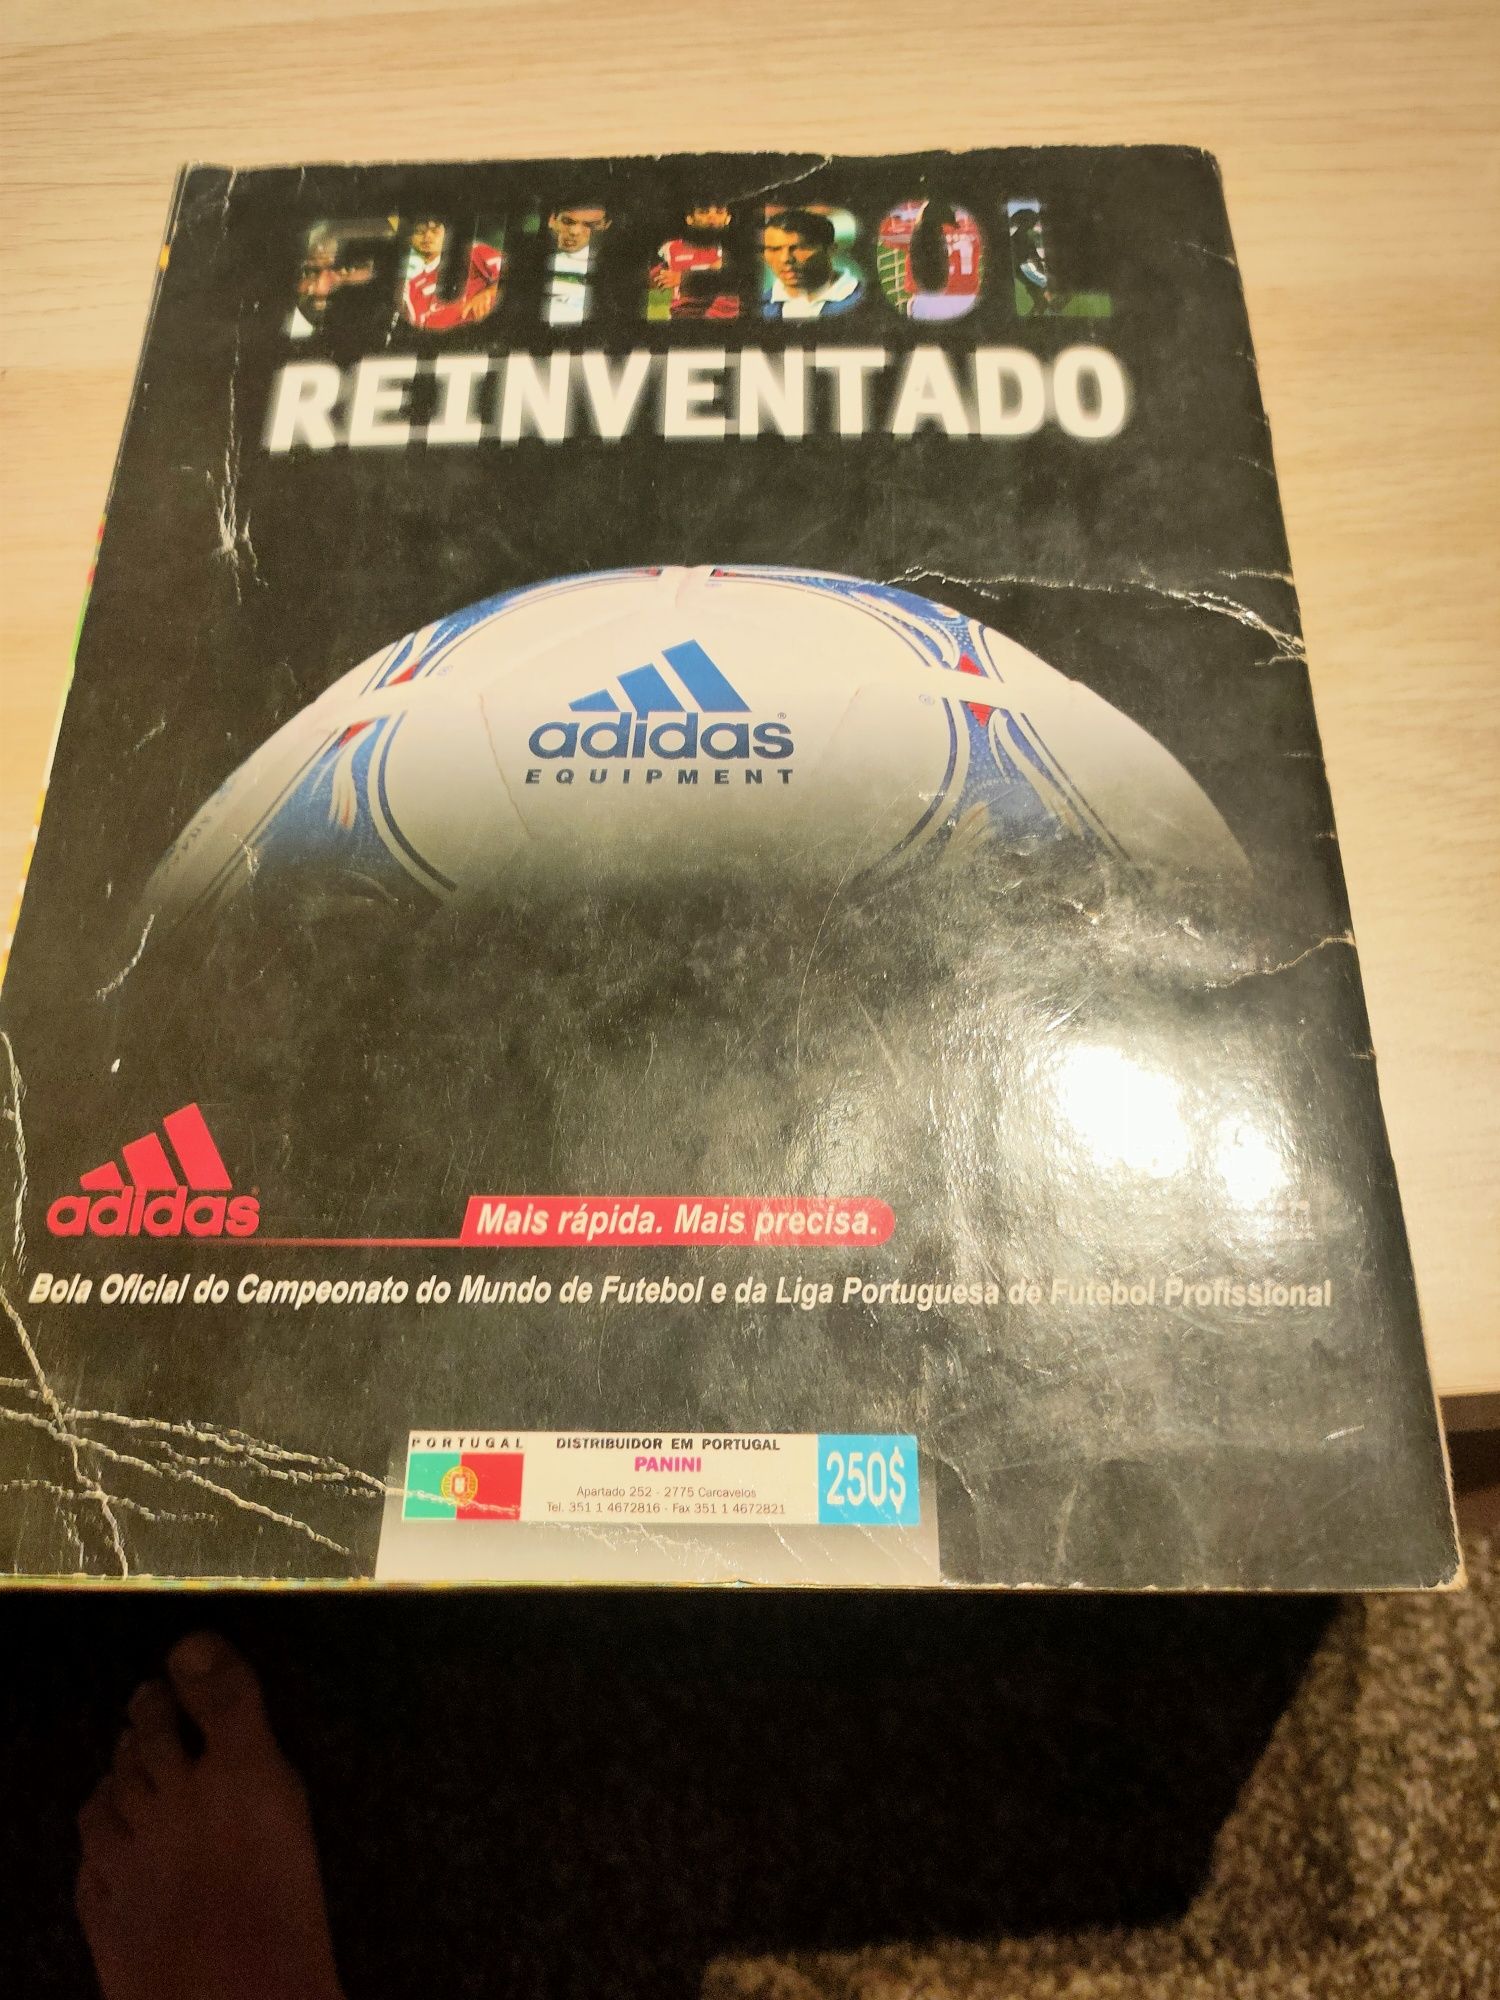 FUTEBOL
REINVENTADO
adidas®
EQUIPMENT
adidas
Mais rápida. Mais precisa.
Bola Oficial do Campeonato do Mundo de Futebol e da Liga Portuguesa de Futebol Profissional
PORTUGAL
DISTRIBUIDOR EM PORTUGAL
PANINI
Apartado 252 - 2775 Carcavelos
Tel. 351 1 4672816 - Fax 351 1 4672821
250$